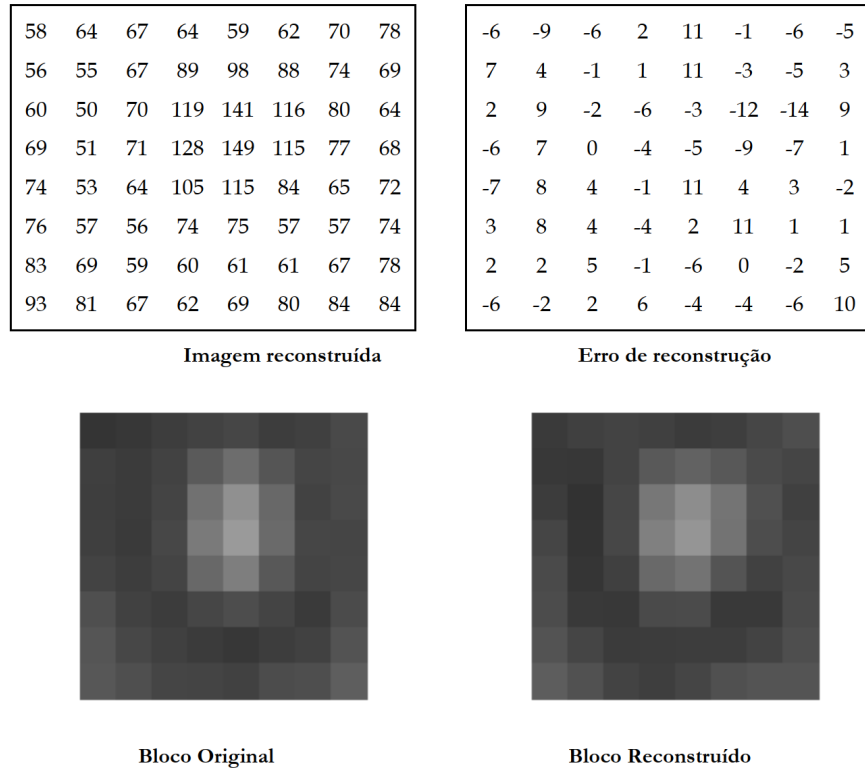 58 64 67 64 59 62 70 78
56 55 67 89 98 88 74 69
60 50 70 119 141 116 80 64
69 51 71 128 149 115 77 68
74 53 64 105 115 84 65 72
76 57 56 74 75 57 57 74
83 69 59 60 61 61 67 78
93 81 67 62 69 80 84 84
Imagem reconstruída
-6 -9 -6 2 11 -1 -6 -5
7 4 -1 1 11 -3 -5 3
2 9 -2 -6 -3 -12 -14 9
-6 7 0 -4 -5 -9 -7 1
-7 8 4 -1 11 4 3 -2
3 8 4 -4 2 11 1 1
2 2 5 -1 -6 0 -2 5
-6 -2 2 6 -4 -4 -6 10
Erro de reconstrução
Bloco Original
Bloco Reconstruído